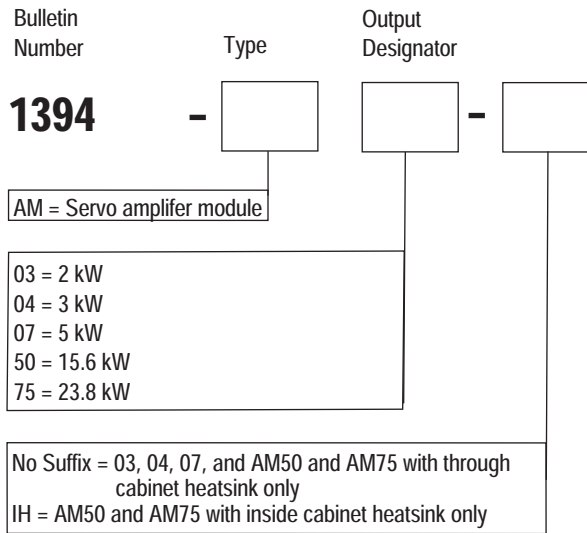 Bulletin
Number
Type
Output
Designator
1394 - -
AM = Servo amplifer module
03 = 2 kW
04 = 3 kW
07 = 5 kW
50 = 15.6 kW
75 = 23.8 kW
No Suffix = 03, 04, 07, and AM50 and AM75 with through
cabinet heatsink only
IH = AM50 and AM75 with inside cabinet heatsink only